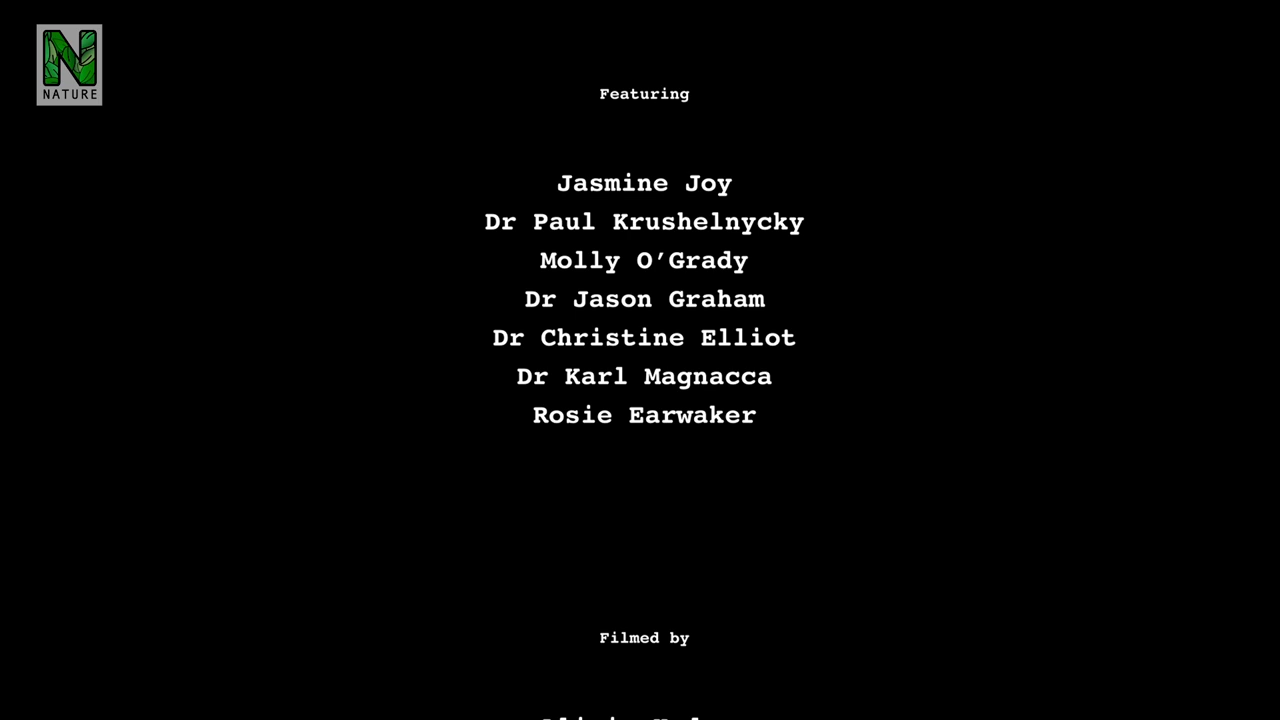 N
NATURE
Featuring
Jasmine Joy
Dr Paul Krushelnycky
Molly O’Grady
Dr Jason Graham
Dr Christine Elliot
Dr Karl Magnacca
Rosie Earwaker
Filmed by